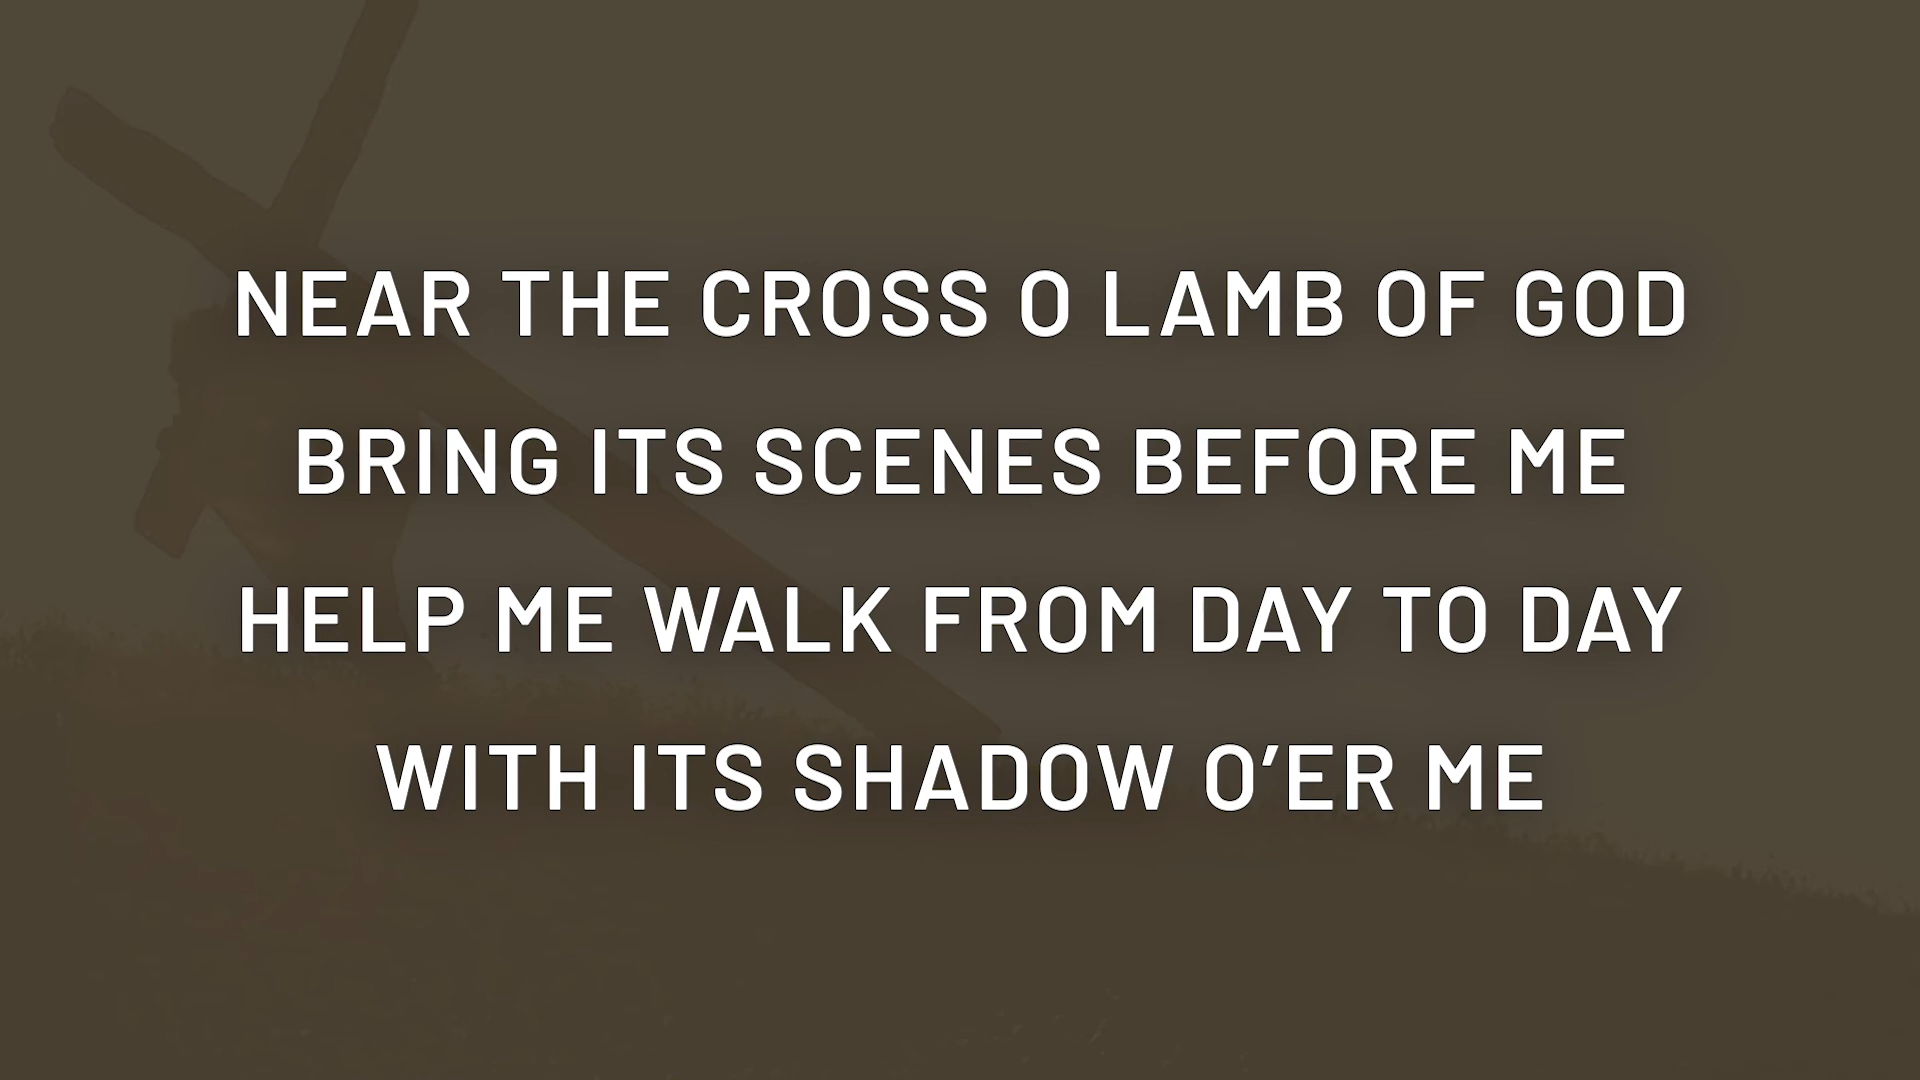 NEAR THE CROSS O LAMB OF GOD
BRING ITS SCENES BEFORE ME
HELP ME WALK FROM DAY TO DAY
WITH ITS SHADOW O’ER ME